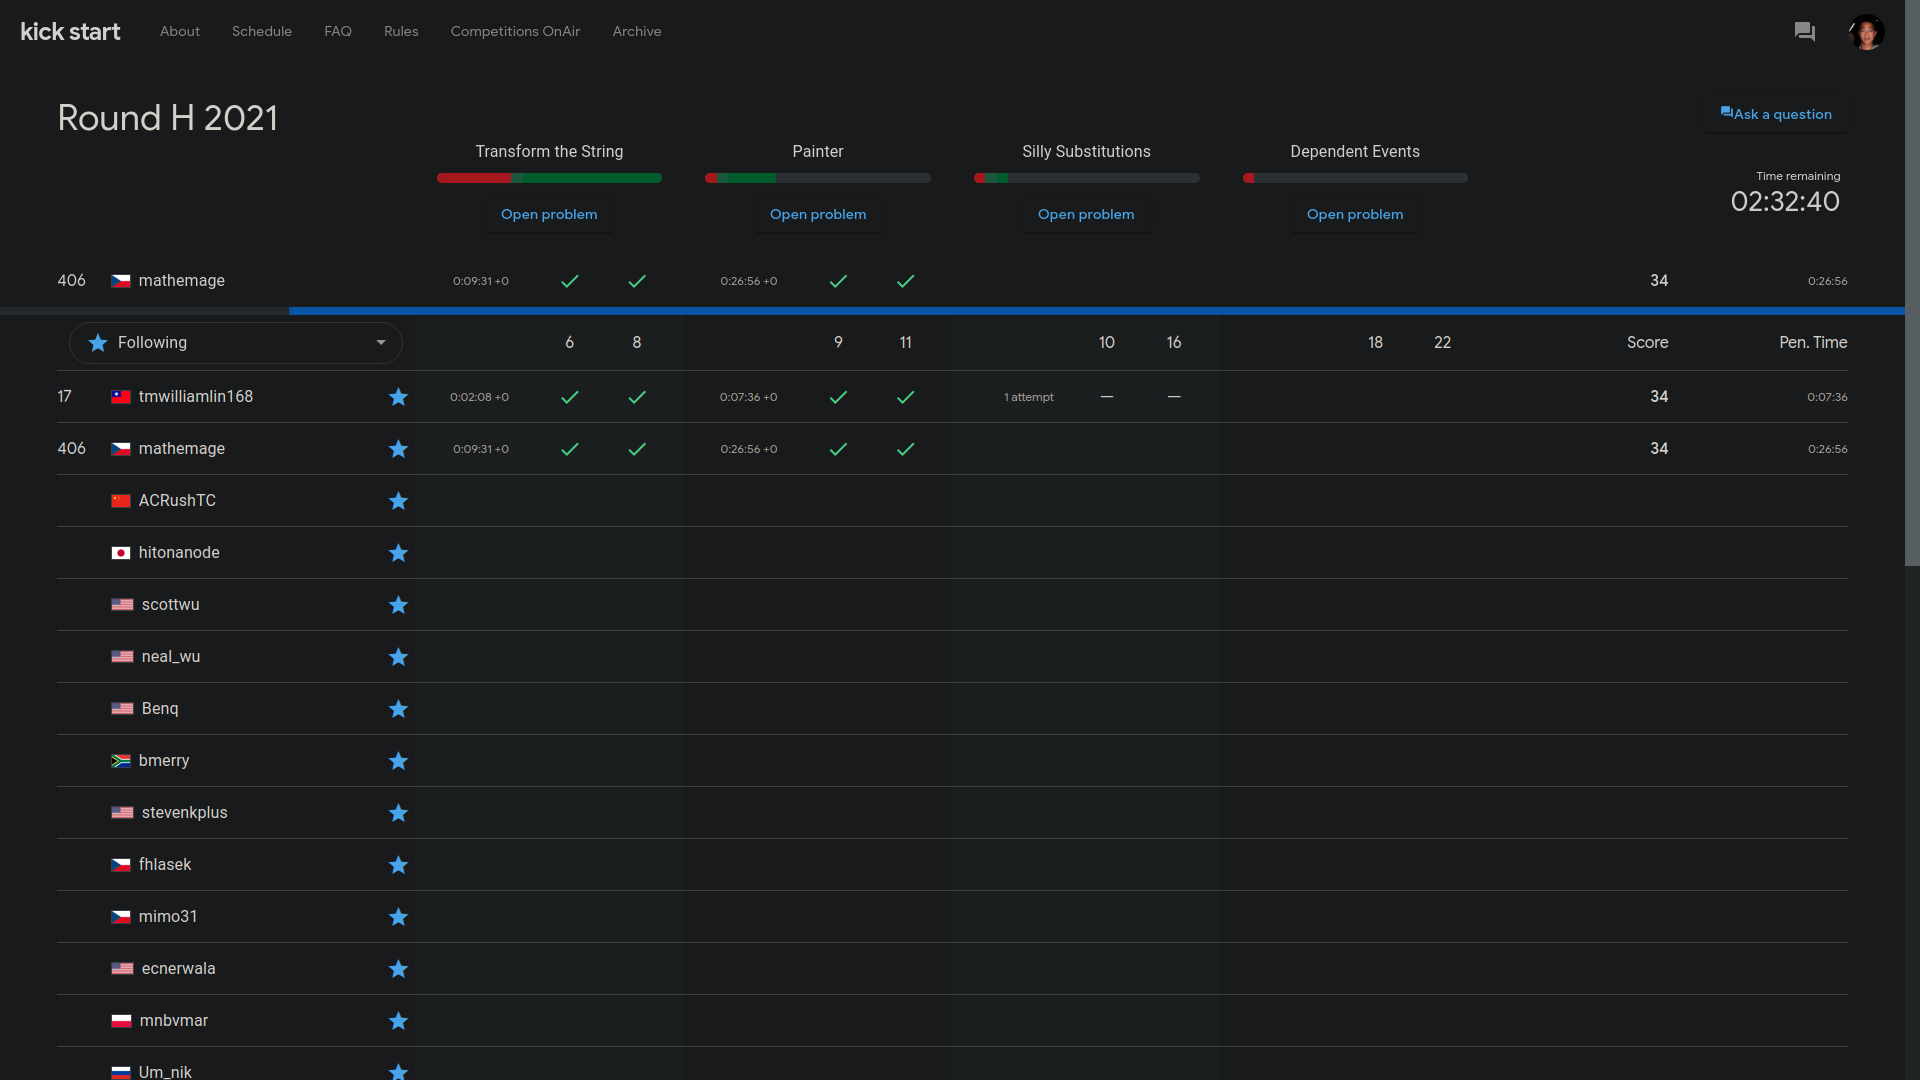 kick start About Schedule FAQ Rules Competitions OnAir Archive
Round H 2021
Ask a question
Transform the String Painter Silly Substitutions Dependent Events
Time remaining
02:32:40
Open problem Open problem Open problem Open problem
406 mathemage 0:09:31 +0 0:26:56 +0 34 0:26:56
Following 6 8 9 11 10 16 18 22 Score Pen. Time
17 tmwilliamlin168 0:02:08 +0 0:07:36 +0 1 attempt — — 34 0:07:36
406 mathemage 0:09:31 +0 0:26:56 +0 34 0:26:56
ACRushTC
hitonanode
scottwu
neal_wu
Benq
bmerry
stevenkplus
fhlasek
mimo31
ecnerwala
mnbvmar
Um_nik